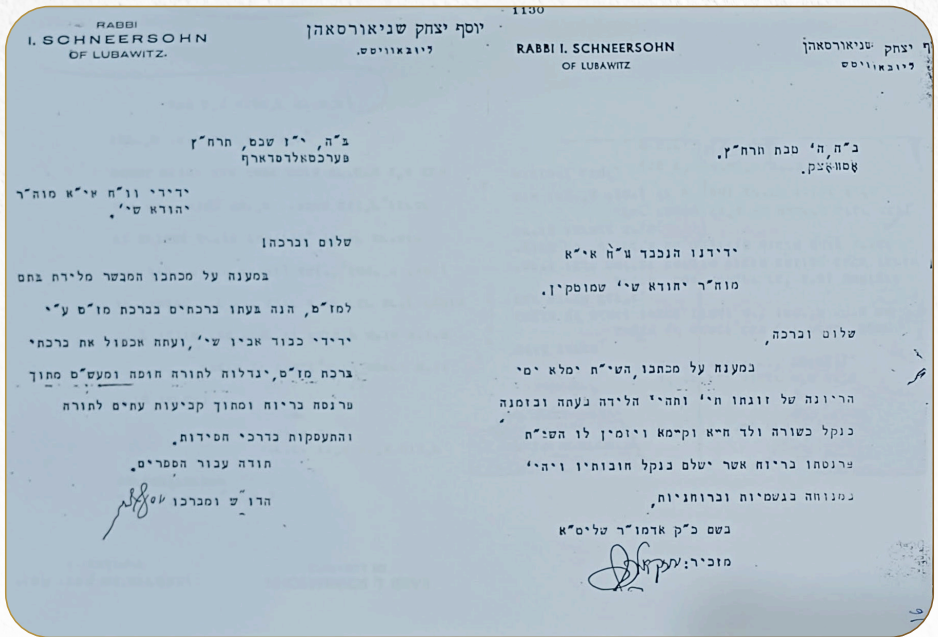 1130
RABBI
I. SCHNEERSOHN
OF LUBAWITZ.
יוסף יצחק שניאורסאהן
ליובאוויטש.
ב"ה, י"ז שבט, תרח"ץ
פערכטאלדסדארף
ידידי וו"ח אי"א מוה"ר
יהודא שי'.
שלום וברכה!
במענה על מכתבו המבשר מלידת בתם
למז"ט, הנה בעתו ברכתים בברכת מז"ט ע"י
ידידי כבוד אביו שי', ועתה אכפול את ברכתי
ברכת מז"ט, יגדלוה לתורה חופה ומעש"ט מתוך
פרנסה בריוח ומתוך קביעות עתים לתורה
והתעסקות בדרכי חסידות.
תודה עבור הספרים.
הדו"ש ומברכו
RABBI I. SCHNEERSOHN
OF LUBAWITZ
יצחק שניאורסאהן
ליובאוויטש
ב"ה, ה' טבת תרח"ץ.
אטוואצק.
ידידנו הנכבד וו"ח אי"א
מוה"ר יהודא שי' שמוטקין.
שלום וברכה,
במענה על מכתבו, השי"ת ימלא ימי
הריונה של זוגתו תי' ותהי' הלידה בעתה ובזמנה
בנקל כשורה ולד חייא וקיימא ויזמין לו השי"ת
פרנסתו בריוח אשר ישלם בנקל חובותיו ויהי'
במנוחה בגשמיות וברוחניות,
בשם כ"ק אדמו"ר שליט"א
מזכיר: